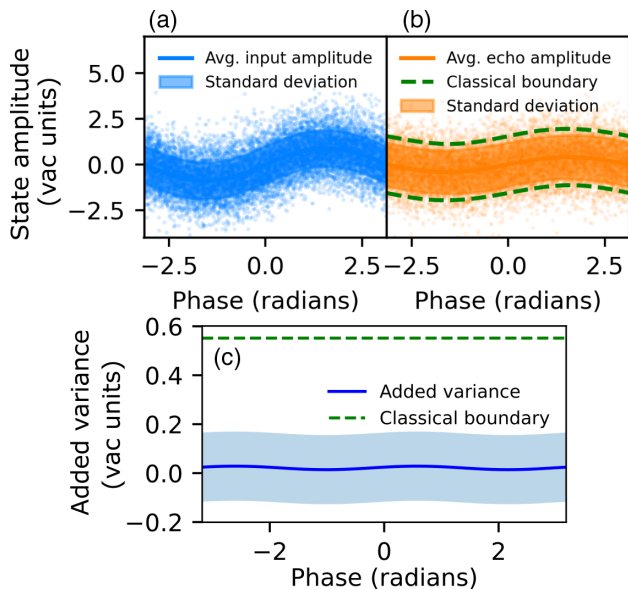 (a)
(b)
State amplitude
(vac units)
5.0
2.5
0.0
−2.5
Avg. input amplitude
Standard deviation
Avg. echo amplitude
Classical boundary
Standard deviation
−2.5
0.0
2.5
−2.5
0.0
2.5
Phase (radians)
Phase (radians)
(c)
Added variance
(vac units)
0.6
0.4
0.2
0.0
−0.2
Added variance
Classical boundary
−2
0
2
Phase (radians)